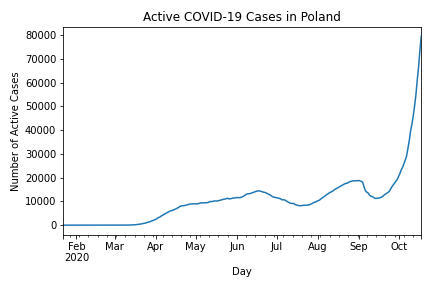 Active COVID-19 Cases in Poland
Number of Active Cases
80000
70000
60000
50000
40000
30000
20000
10000
0
Feb Mar Apr May Jun Jul Aug Sep Oct
2020
Day